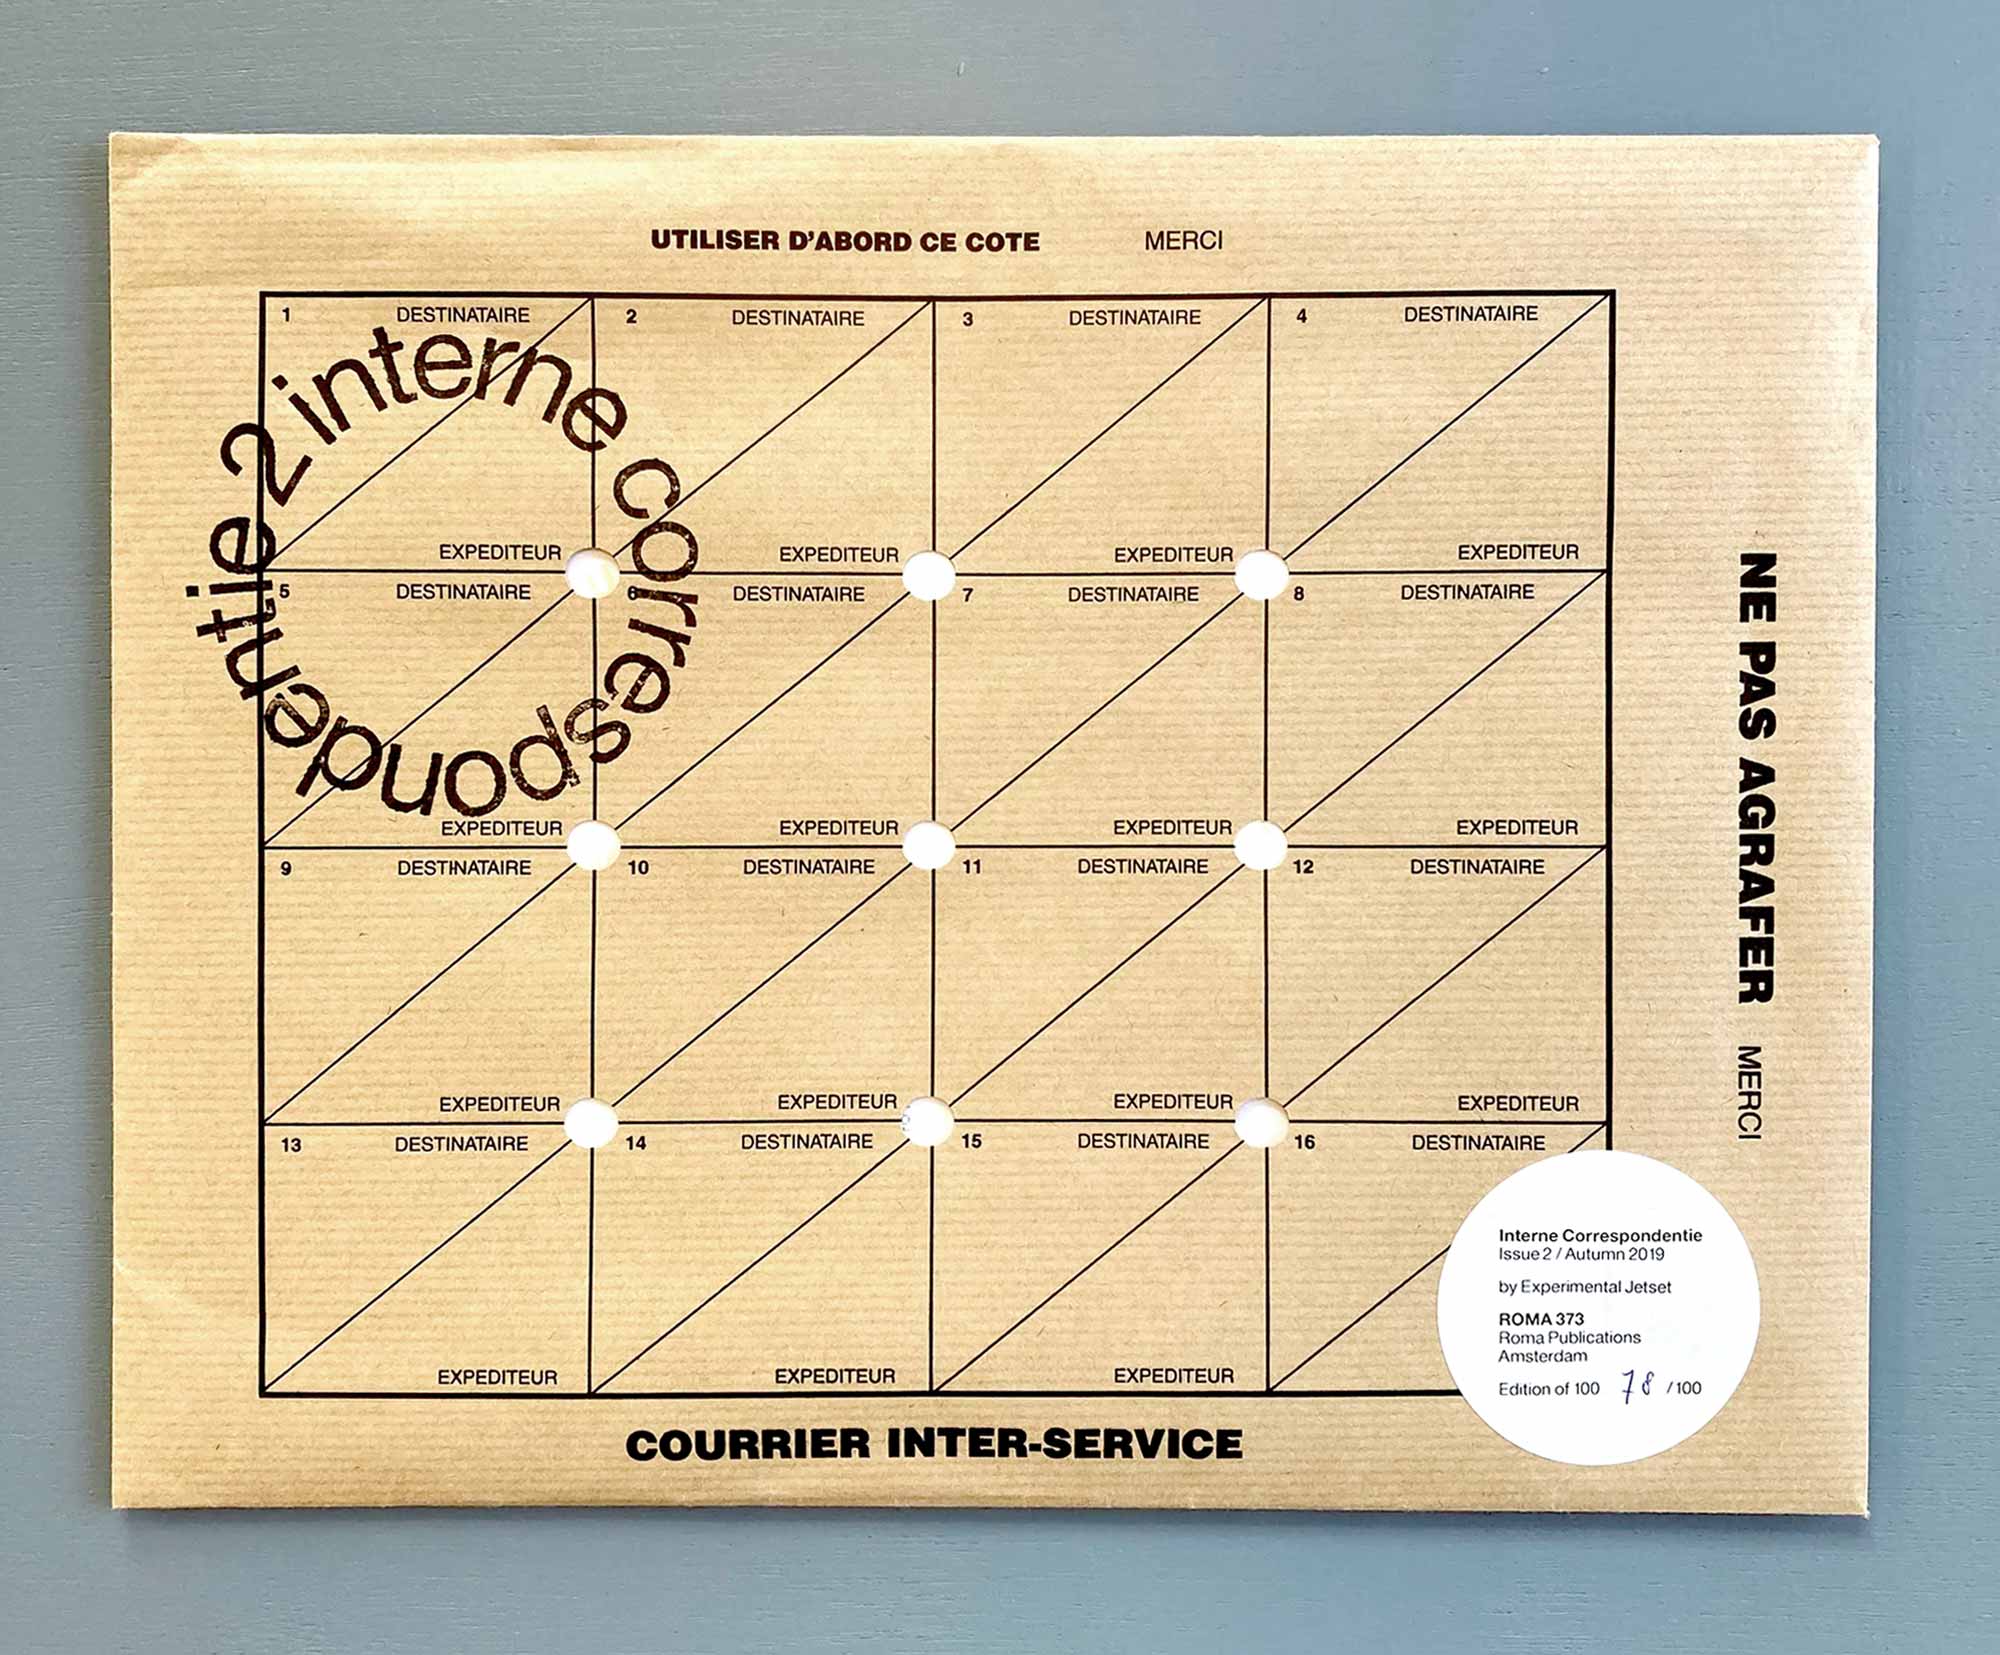 UTILISER D'ABORD CE COTE MERCI
1 DESTINATAIRE 2 DESTINATAIRE 3 DESTINATAIRE 4 DESTINATAIRE
interne correspondentie 2
EXPEDITEUR EXPEDITEUR EXPEDITEUR EXPEDITEUR
5 DESTINATAIRE 6 DESTINATAIRE 7 DESTINATAIRE 8 DESTINATAIRE
EXPEDITEUR EXPEDITEUR EXPEDITEUR EXPEDITEUR
9 DESTINATAIRE 10 DESTINATAIRE 11 DESTINATAIRE 12 DESTINATAIRE
EXPEDITEUR EXPEDITEUR EXPEDITEUR EXPEDITEUR
13 DESTINATAIRE 14 DESTINATAIRE 15 DESTINATAIRE 16 DESTINATAIRE
EXPEDITEUR EXPEDITEUR EXPEDITEUR
COURRIER INTER-SERVICE
NE PAS AGRAFER MERCI
Interne Correspondentie
Issue 2 / Autumn 2019
by Experimental Jetset
ROMA 373
Roma Publications
Amsterdam
Edition of 100 78 /100